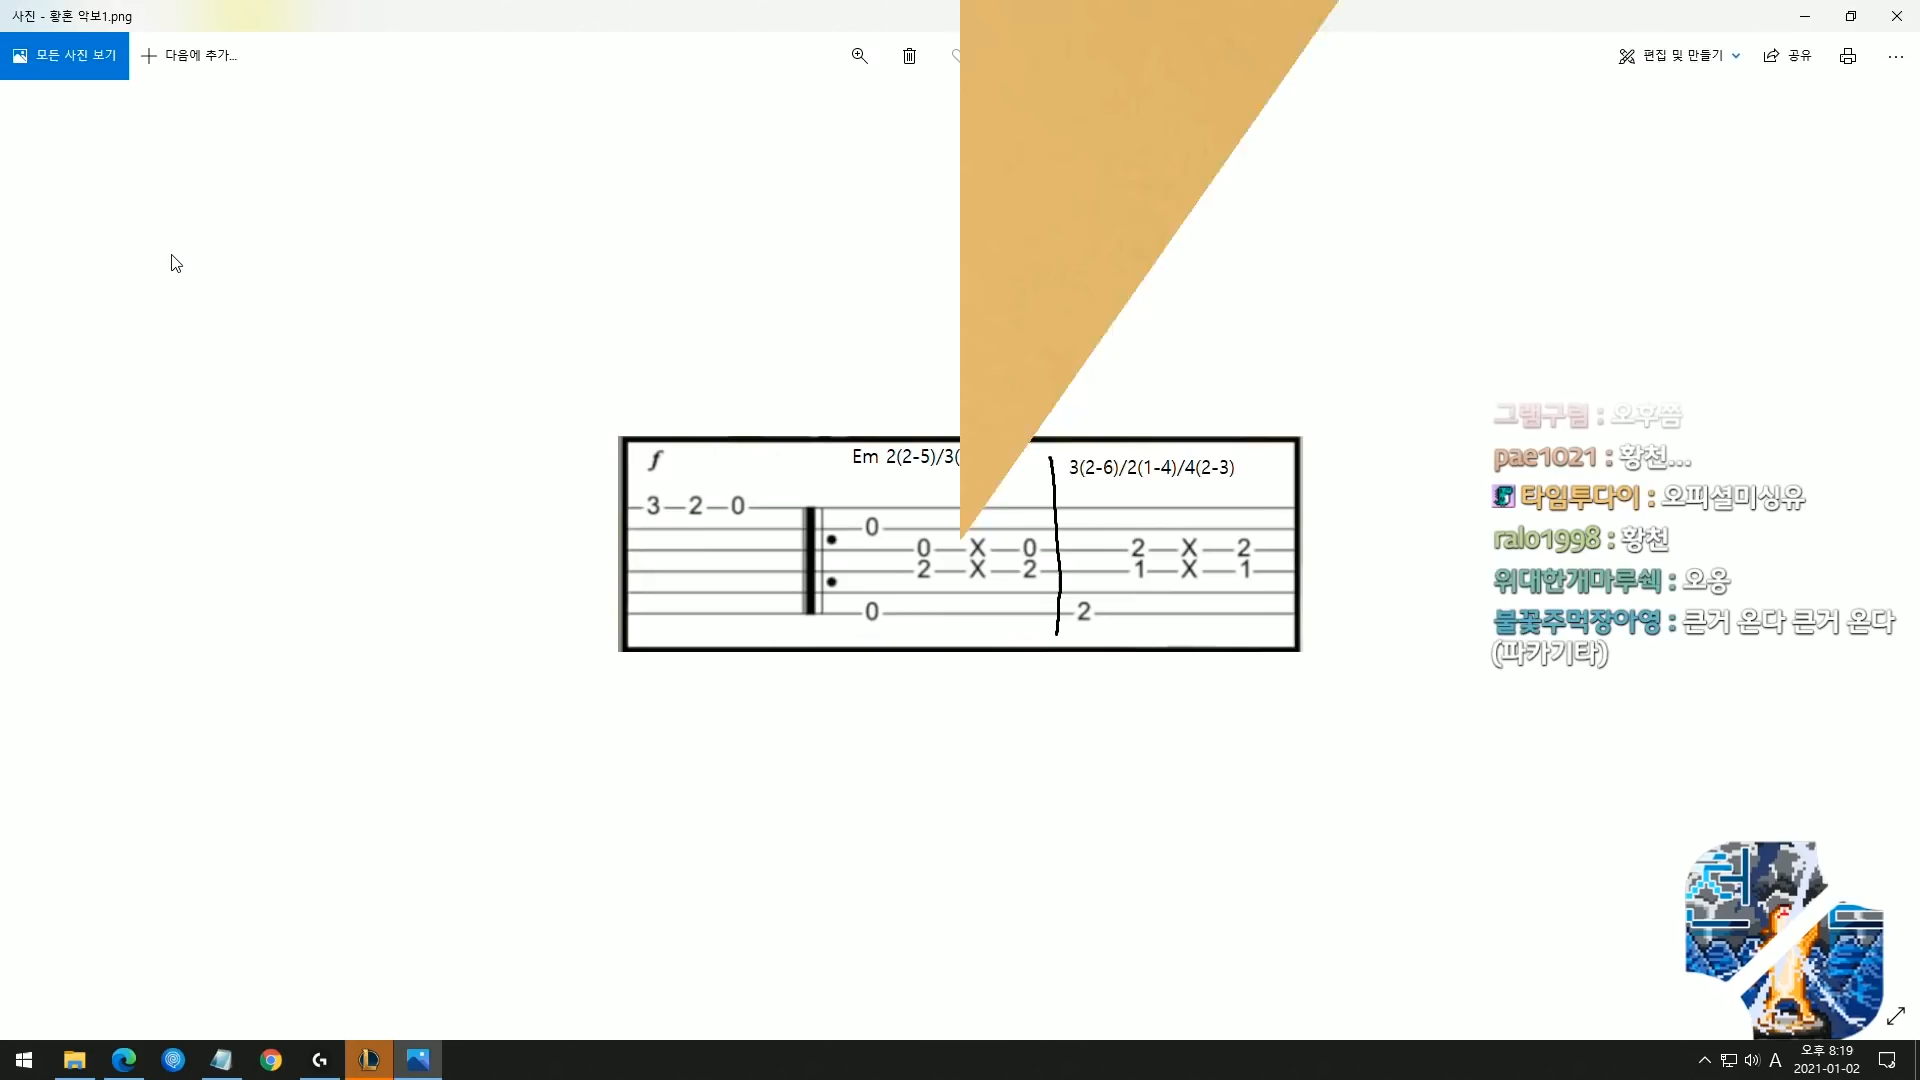 사진 - 황혼 악보1.png
모든 사진 보기
다음에 추가...
편집 및 만들기
공유
f
Em 2(2-5)/3(
3(2-6)/2(1-4)/4(2-3)
3 2 0
0
0 X 0 2 X 2
2 X 2 1 X 1
0 2
그램구렴 : 오후쯤
pae1021 : 황천...
타임투다이 : 오피셜미싱유
ralo1998 : 황천
위대한개마루쉑 : 오옹
불꽃주먹장아영 : 큰거 온다 큰거 온다
(파카기타)
A
오후 8:19
2021-01-02